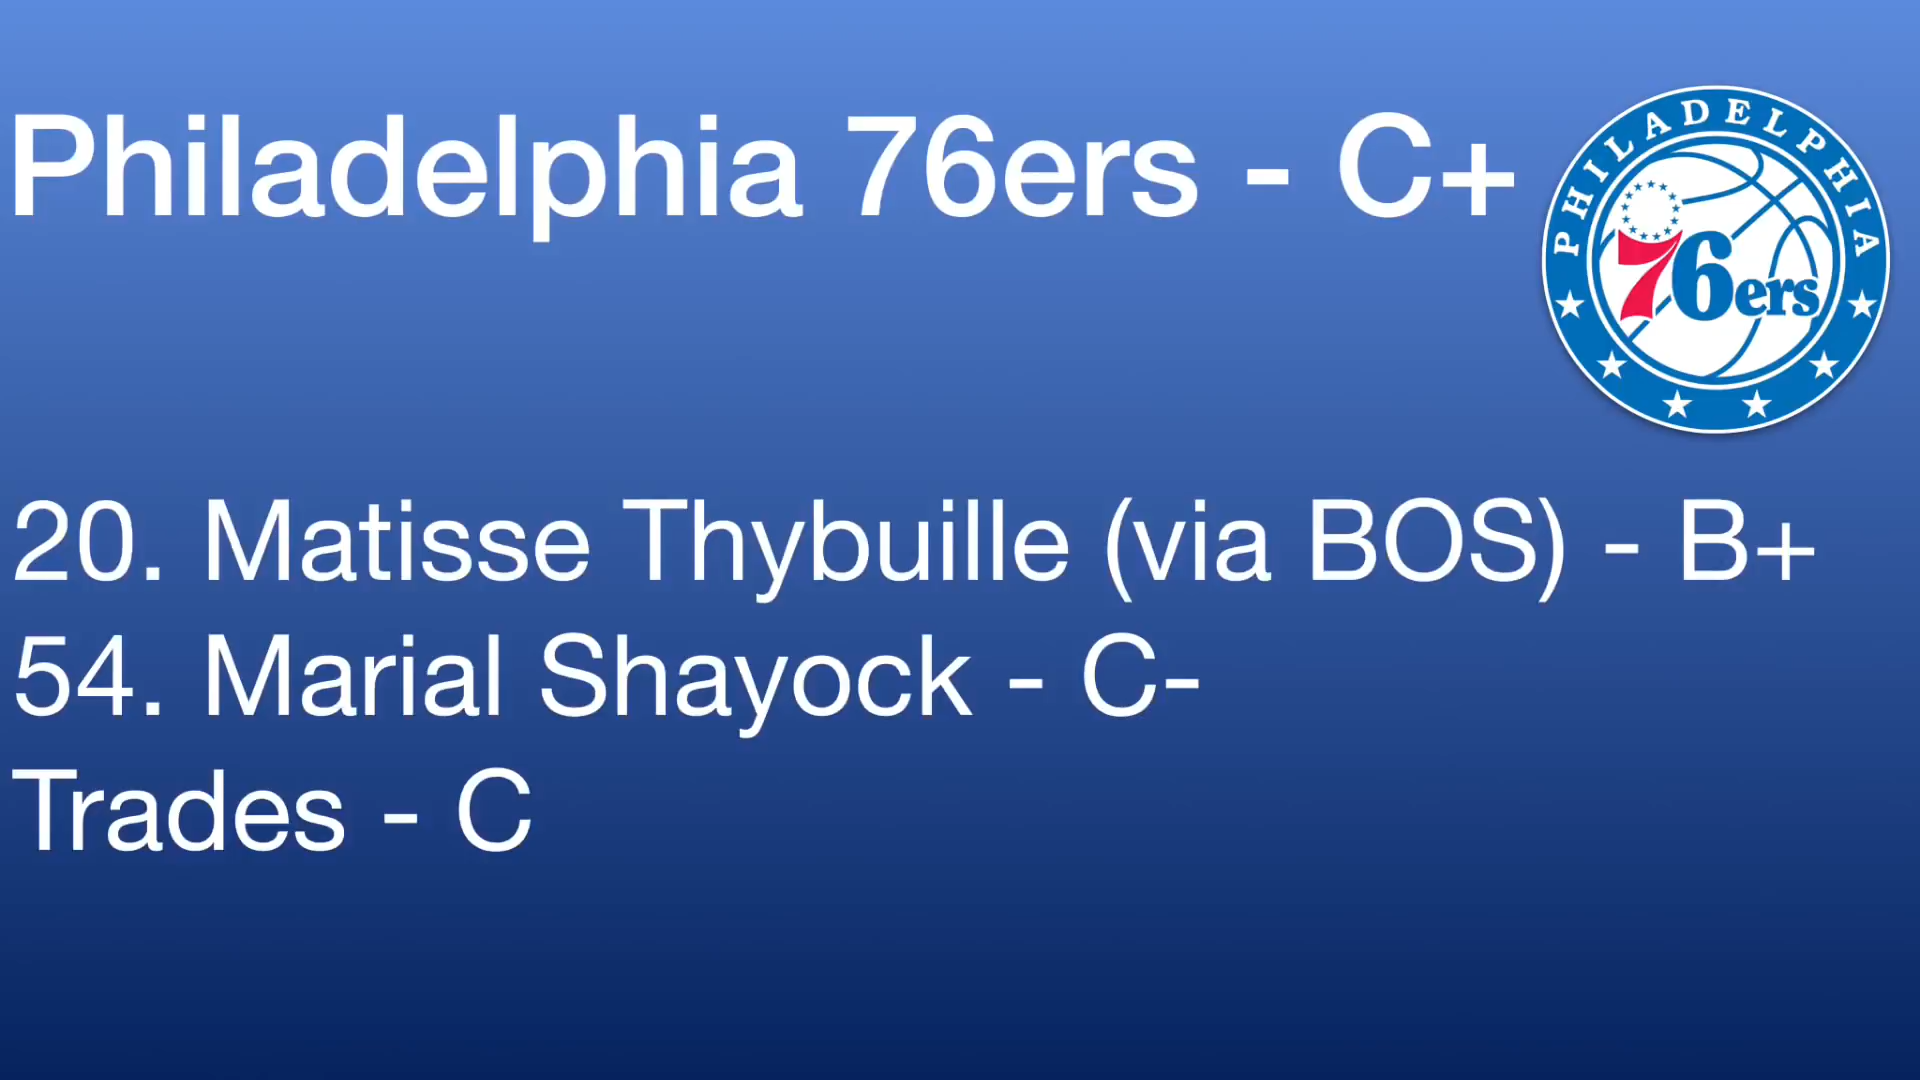 Philadelphia 76ers - C+
PHILADELPHIA
76ers
20. Matisse Thybuille (via BOS) - B+
54. Marial Shayock - C-
Trades - C